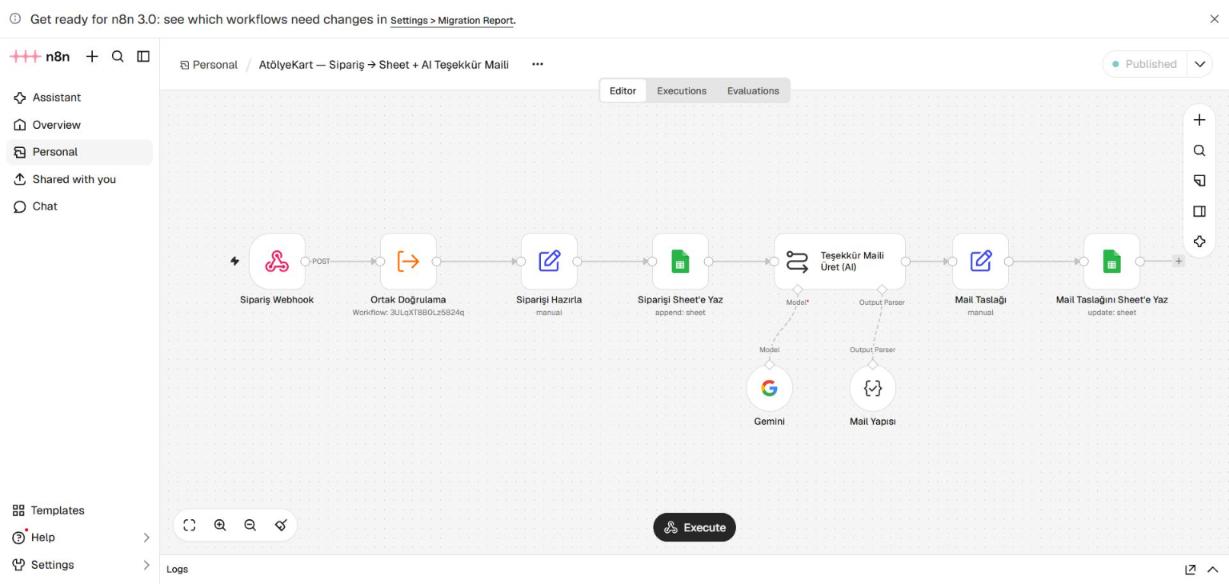 Get ready for n8n 3.0: see which workflows need changes in Settings > Migration Report.
n8n
Personal / AtölyeKart — Sipariş → Sheet + AI Teşekkür Maili ...
Published
Editor Executions Evaluations
Assistant
Overview
Personal
Shared with you
Chat
POST
Teşekkür Maili
Üret (AI)
Sipariş Webhook
Ortak Doğrulama
Workflow: 3ULqXT8B0Lz5824q
Siparişi Hazırla
manual
Siparişi Sheet'e Yaz
append: sheet
Model*
Output Parser
Mail Taslağı
manual
Mail Taslağını Sheet'e Yaz
update: sheet
Model
Output Parser
Gemini
Mail Yapısı
Templates
Help
Settings
Execute
Logs